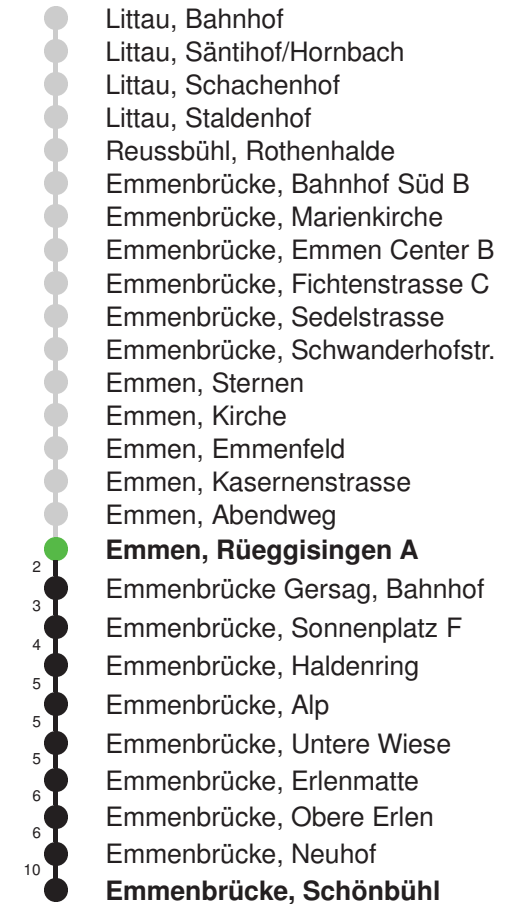 Littau, Bahnhof
Littau, Säntihof/Hornbach
Littau, Schachenhof
Littau, Staldenhof
Reussbühl, Rothenhalde
Emmenbrücke, Bahnhof Süd B
Emmenbrücke, Marienkirche
Emmenbrücke, Emmen Center B
Emmenbrücke, Fichtenstrasse C
Emmenbrücke, Sedelstrasse
Emmenbrücke, Schwanderhofstr.
Emmen, Sternen
Emmen, Kirche
Emmen, Emmenfeld
Emmen, Kasernenstrasse
Emmen, Abendweg
Emmen, Rüeggisingen A
2
Emmenbrücke Gersag, Bahnhof
3
Emmenbrücke, Sonnenplatz F
4
Emmenbrücke, Haldenring
5
Emmenbrücke, Alp
5
Emmenbrücke, Untere Wiese
5
Emmenbrücke, Erlenmatte
6
Emmenbrücke, Obere Erlen
6
Emmenbrücke, Neuhof
10
Emmenbrücke, Schönbühl